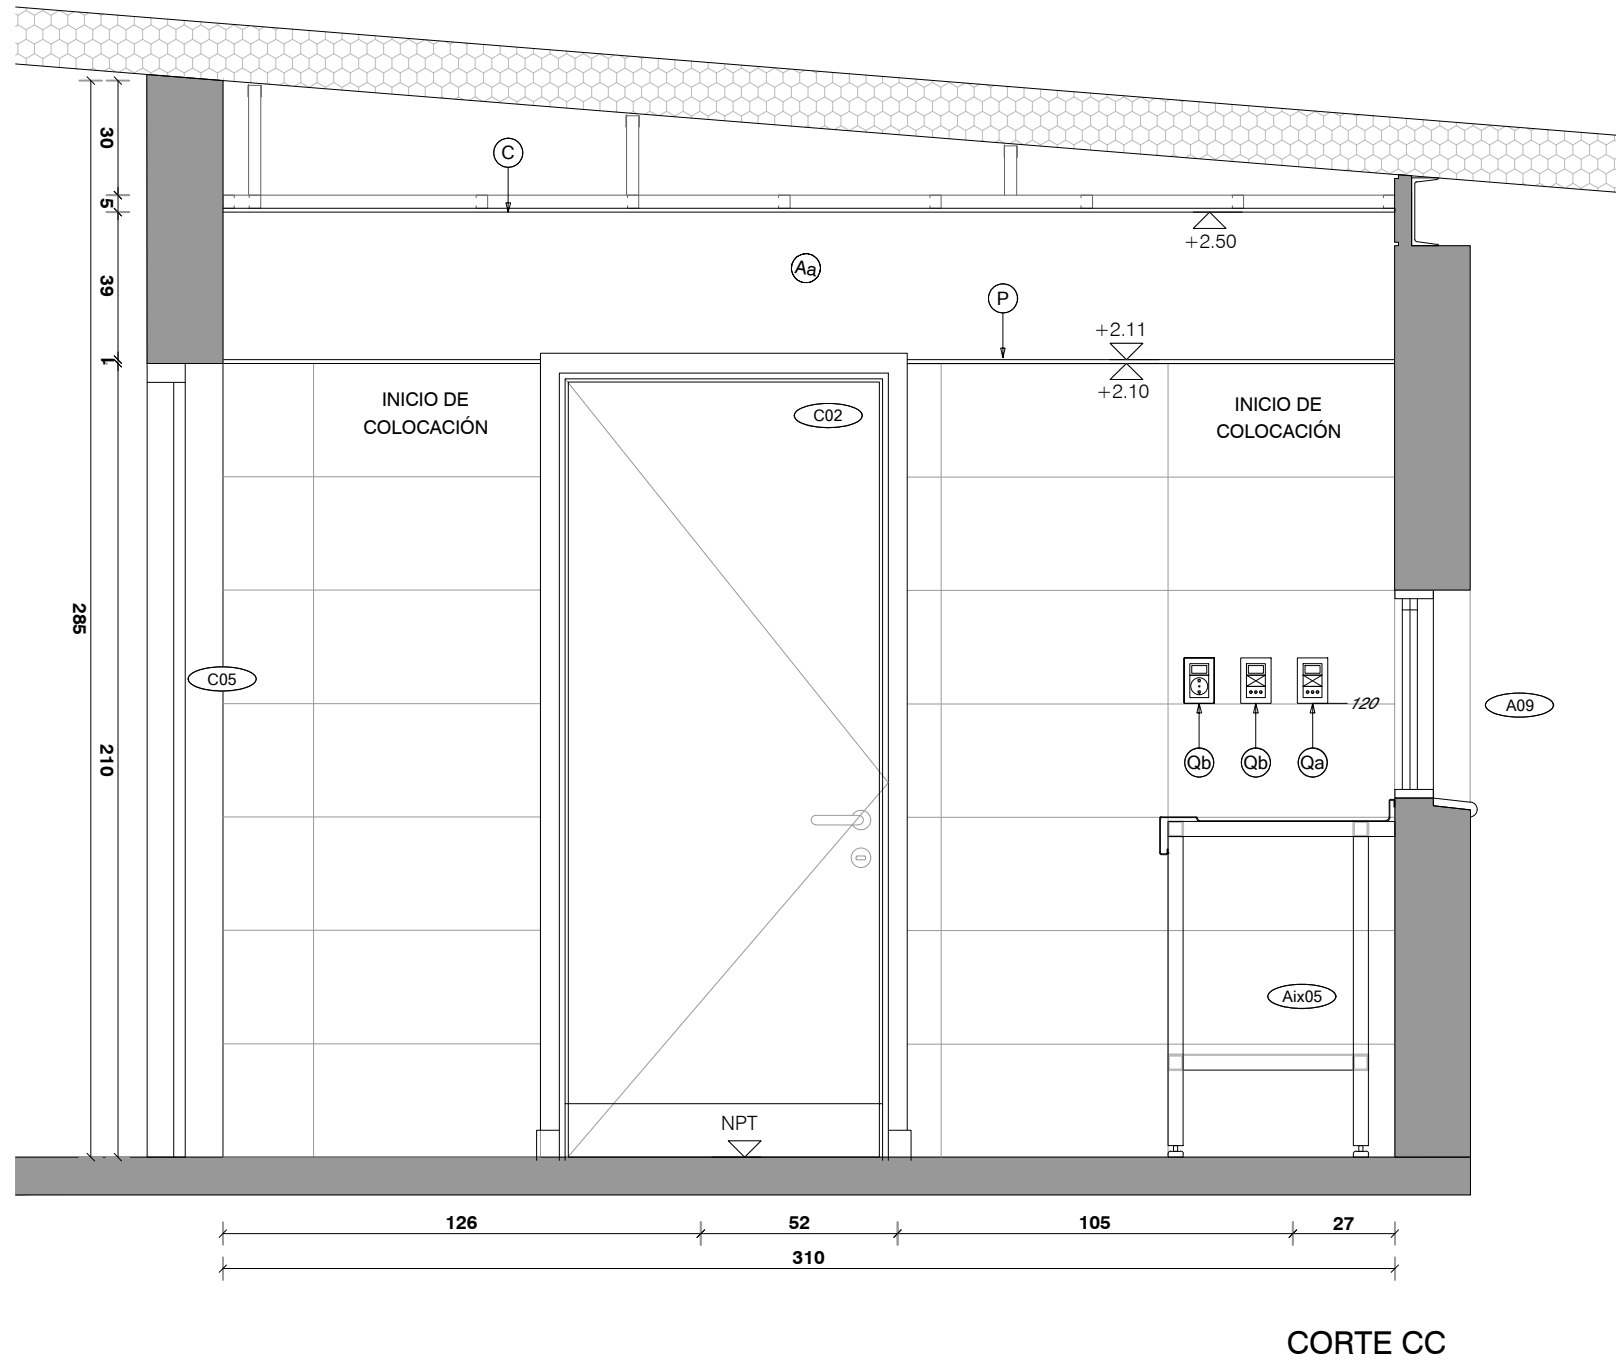 30
C
5
+2.50
39
Aa
P
+2.11
1
+2.10
INICIO DE
COLOCACIÓN
C02
INICIO DE
COLOCACIÓN
285
C05
120
A09
210
Qb
Qb
Qa
Aix05
NPT
126
52
105
27
310
CORTE CC